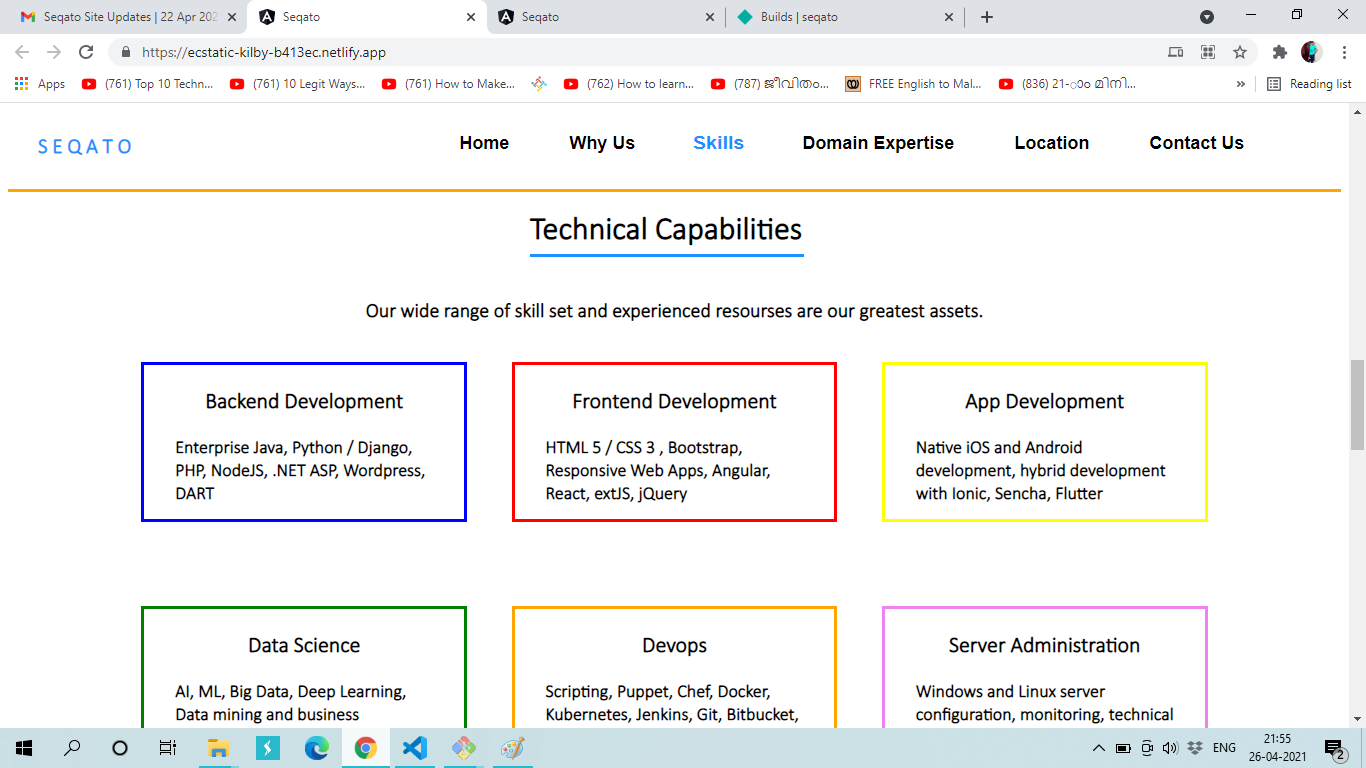 Seqato Site Updates | 22 Apr 202
Seqato
Seqato
Builds | seqato
https://ecstatic-kilby-b413ec.netlify.app
Apps
(761) Top 10 Techn...
(761) 10 Legit Ways...
(761) How to Make...
(762) How to learn...
(787) ജീവിതം...
FREE English to Mal...
(836) 21-ാം മിനി...
»
Reading list
SEQATO
Home
Why Us
Skills
Domain Expertise
Location
Contact Us
Technical Capabilities
Our wide range of skill set and experienced resourses are our greatest assets.
Backend Development
Enterprise Java, Python / Django,
PHP, NodeJS, .NET ASP, Wordpress,
DART
Frontend Development
HTML 5 / CSS 3 , Bootstrap,
Responsive Web Apps, Angular,
React, extJS, jQuery
App Development
Native iOS and Android
development, hybrid development
with Ionic, Sencha, Flutter
Data Science
AI, ML, Big Data, Deep Learning,
Data mining and business
Devops
Scripting, Puppet, Chef, Docker,
Kubernetes, Jenkins, Git, Bitbucket,
Server Administration
Windows and Linux server
configuration, monitoring, technical
ENG
21:55
26-04-2021
2